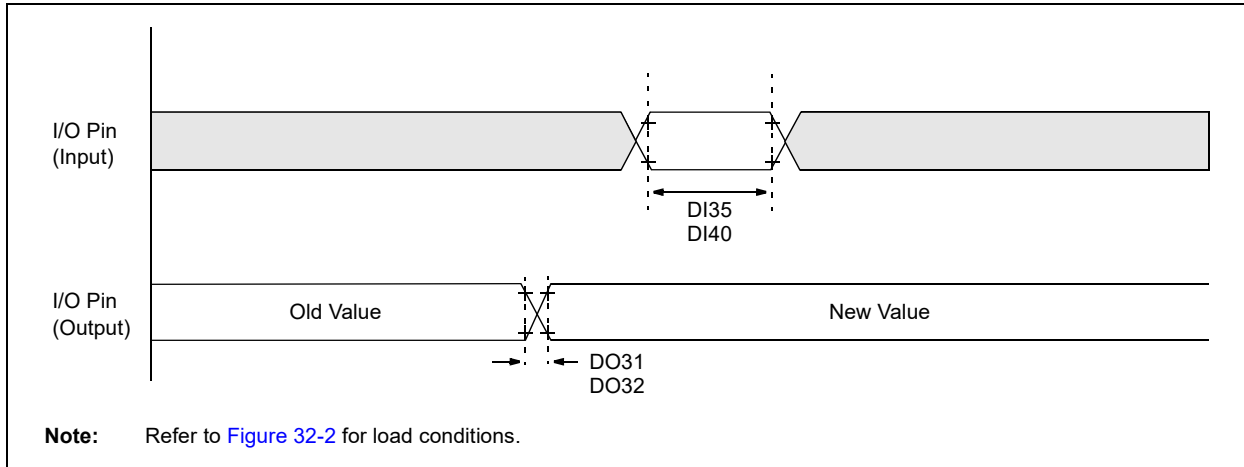 I/O Pin
(Input)
DI35
DI40
I/O Pin
(Output)
Old Value
New Value
DO31
DO32
Note: Refer to Figure 32-2 for load conditions.